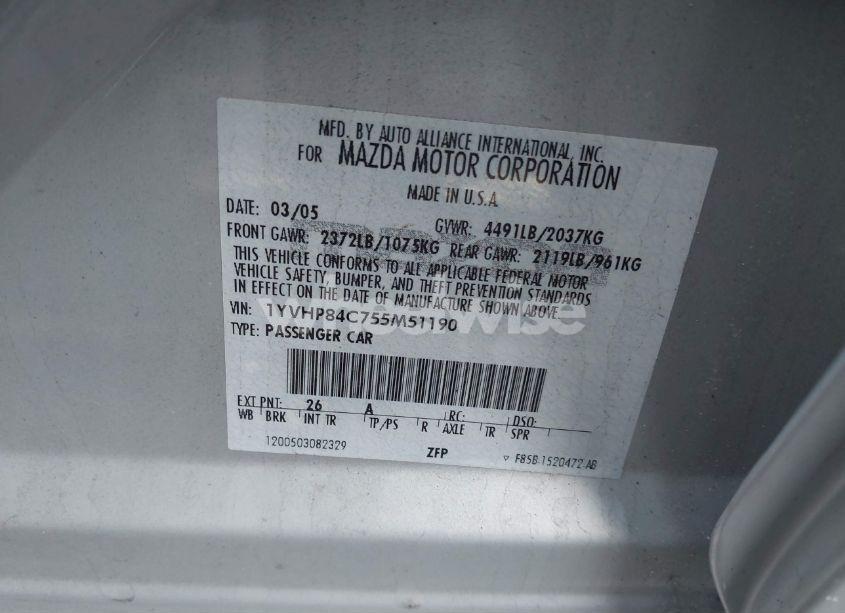 MFD. BY AUTO ALLIANCE INTERNATIONAL, INC.
FOR MAZDA MOTOR CORPORATION
MADE IN U.S.A
DATE: 03/05 GVWR: 4491LB/2037KG
FRONT GAWR: 2372LB/1075KG REAR GAWR: 2119LB/961KG
THIS VEHICLE CONFORMS TO ALL APPLICABLE FEDERAL MOTOR
VEHICLE SAFETY, BUMPER, AND THEFT PREVENTION STANDARDS
IN EFFECT ON THE DATE OF MANUFACTURE SHOWN ABOVE.
VIN: 1YVHP84C755M51190
TYPE: PASSENGER CAR
EXT PNT: 26 A RC: DSO:
WB BRK INT TR TP/PS R AXLE TR SPR
1200503082329 ZFP F85B-1520472-AB